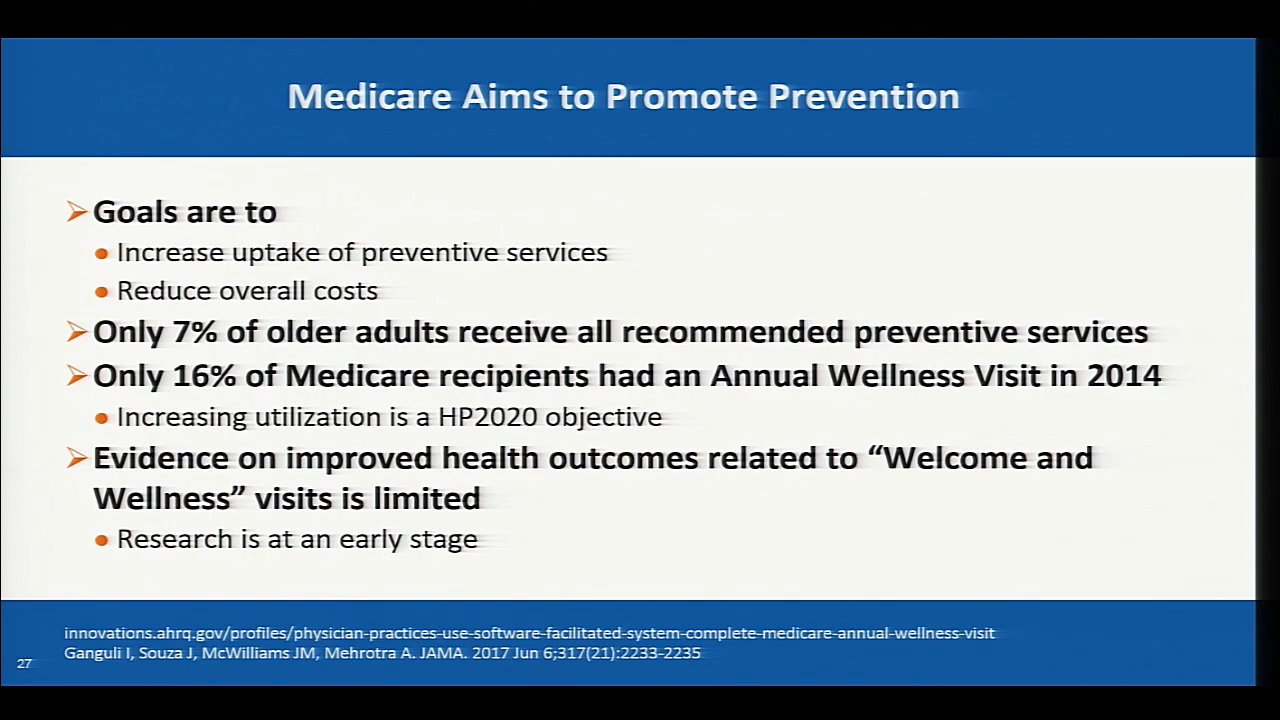 Medicare Aims to Promote Prevention
Goals are to
Increase uptake of preventive services
Reduce overall costs
Only 7% of older adults receive all recommended preventive services
Only 16% of Medicare recipients had an Annual Wellness Visit in 2014
Increasing utilization is a HP2020 objective
Evidence on improved health outcomes related to “Welcome and
Wellness” visits is limited
Research is at an early stage
innovations.ahrq.gov/profiles/physician-practices-use-software-facilitated-system-complete-medicare-annual-wellness-visit
Ganguli I, Souza J, McWilliams JM, Mehrotra A. JAMA. 2017 Jun 6;317(21):2233-2235
27